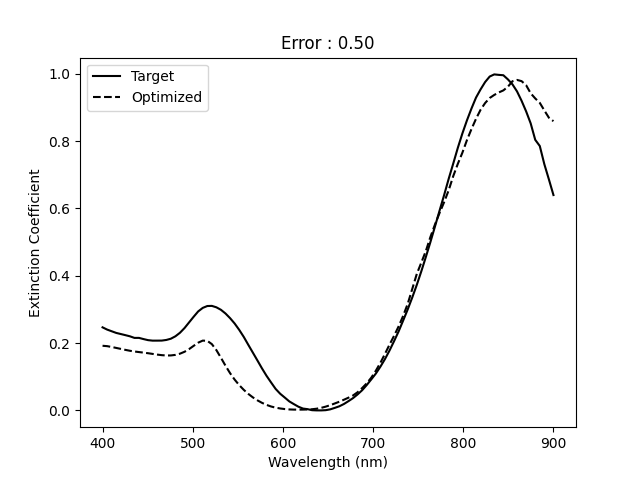 Error : 0.50
Target
Optimized
1.0
0.8
0.6
0.4
0.2
0.0
Extinction Coefficient
400 500 600 700 800 900
Wavelength (nm)